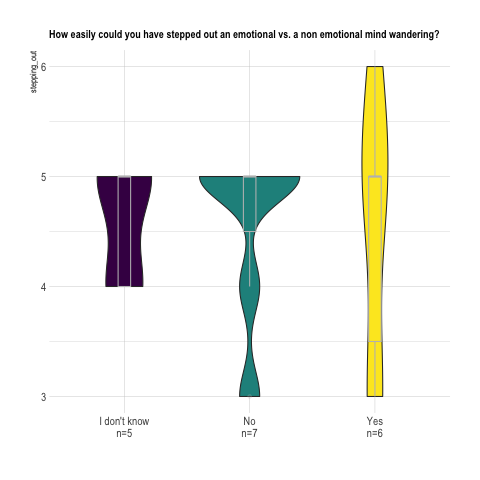 How easily could you have stepped out an emotional vs. a non emotional mind wandering?
stepping_out
6
5
4
3
I don't know
n=5
No
n=7
Yes
n=6